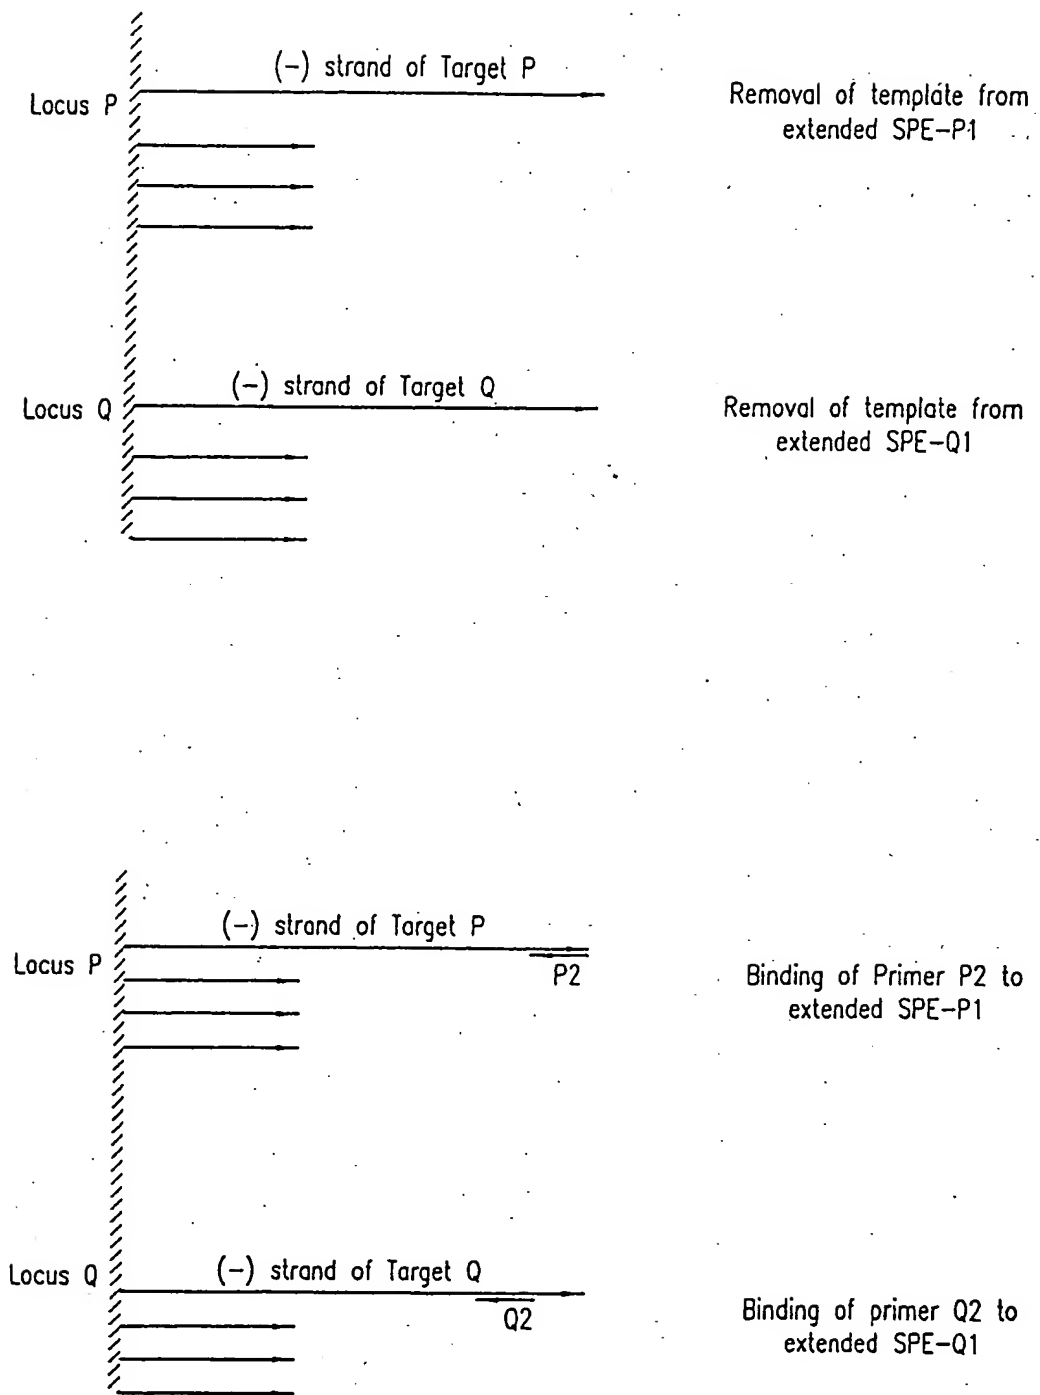 (-) strand of Target P
Locus P
Removal of template from
extended SPE-P1
(-) strand of Target Q
Locus Q
Removal of template from
extended SPE-Q1
(-) strand of Target P
Locus P
P2
Binding of Primer P2 to
extended SPE-P1
(-) strand of Target Q
Locus Q
Q2
Binding of primer Q2 to
extended SPE-Q1